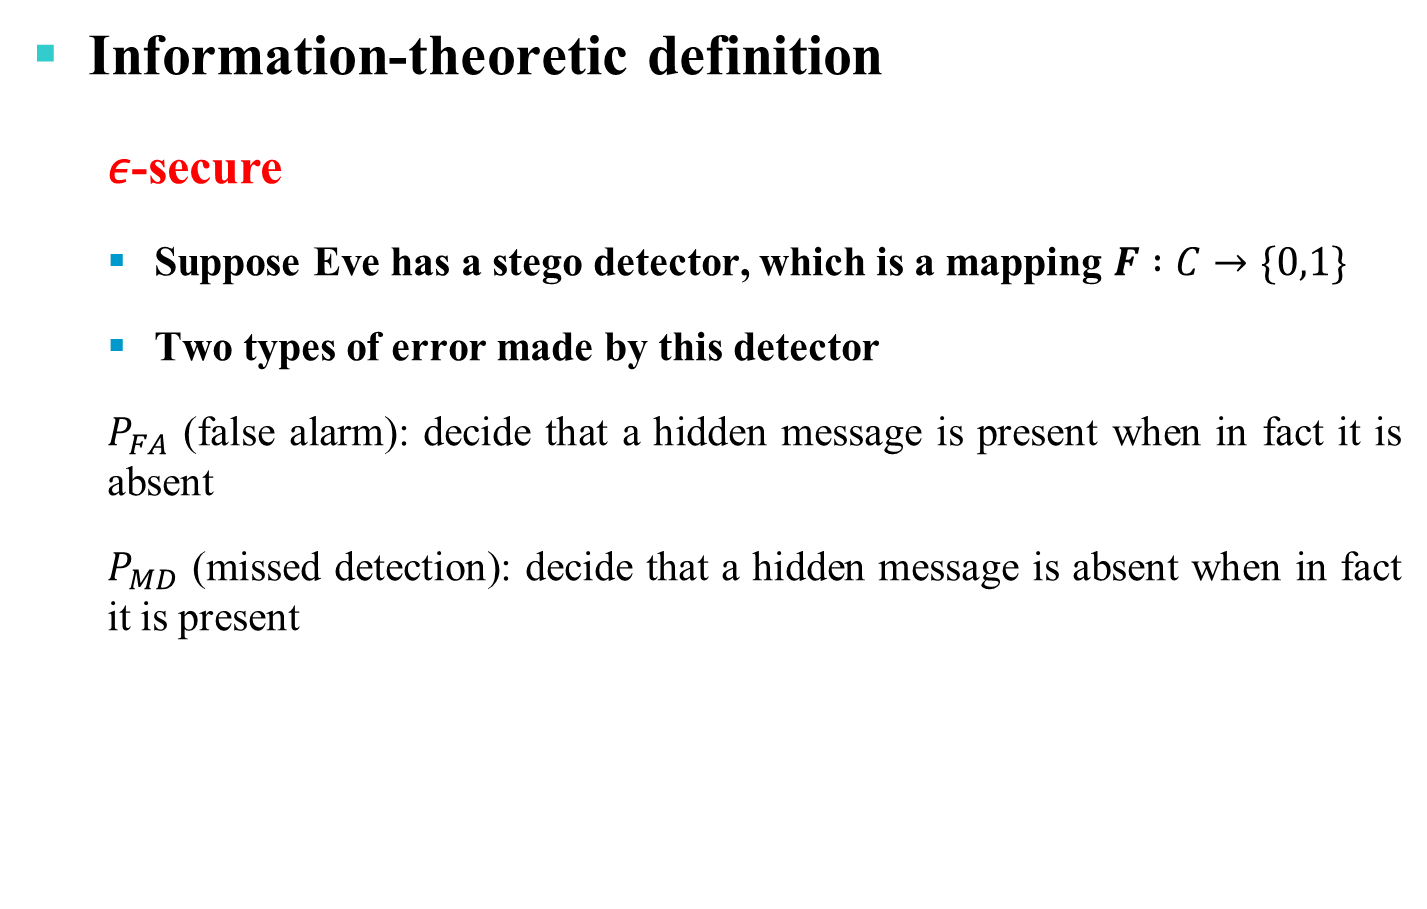 ▪ Information-theoretic definition
ϵ-secure
▪ Suppose Eve has a stego detector, which is a mapping F : C → {0,1}
▪ Two types of error made by this detector
P_FA (false alarm): decide that a hidden message is present when in fact it is
absent
P_MD (missed detection): decide that a hidden message is absent when in fact
it is present